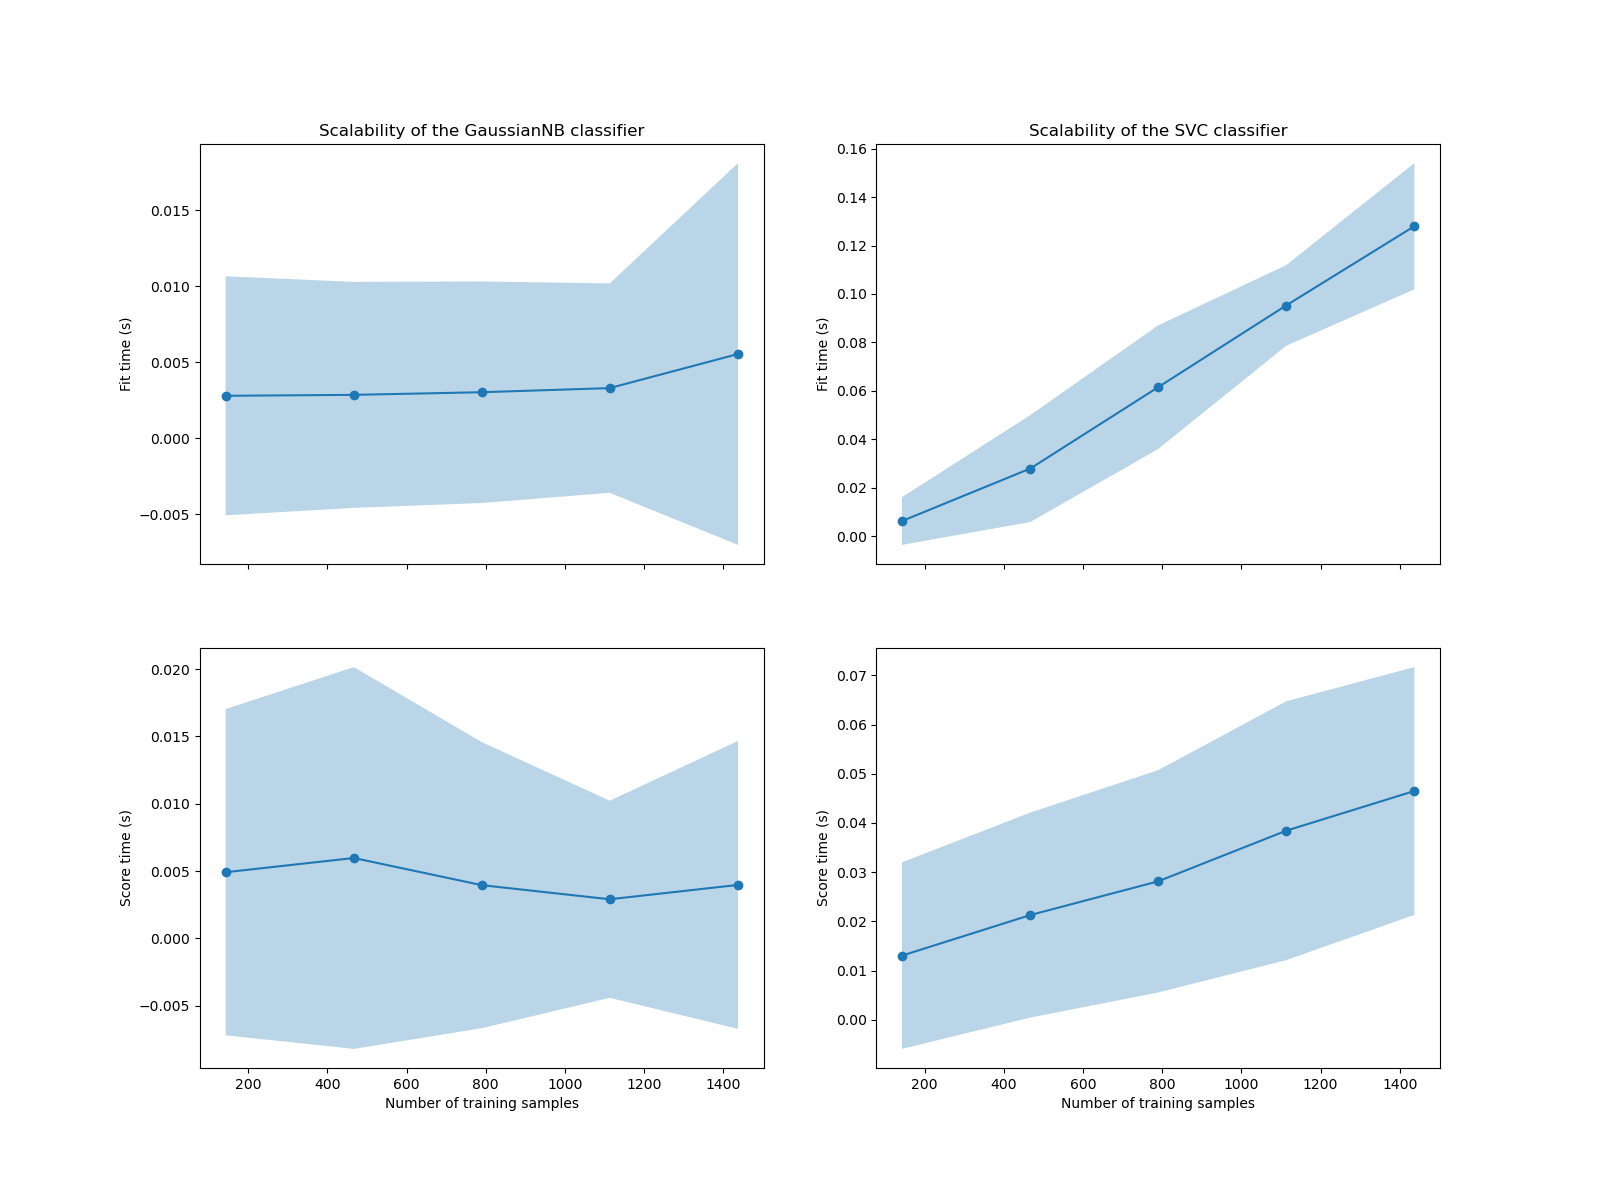 Scalability of the GaussianNB classifier
0.015
0.010
0.005
0.000
−0.005
Fit time (s)
Scalability of the SVC classifier
0.16
0.14
0.12
0.10
0.08
0.06
0.04
0.02
0.00
Fit time (s)
0.020
0.015
0.010
0.005
0.000
−0.005
Score time (s)
200 400 600 800 1000 1200 1400
Number of training samples
0.07
0.06
0.05
0.04
0.03
0.02
0.01
0.00
Score time (s)
200 400 600 800 1000 1200 1400
Number of training samples